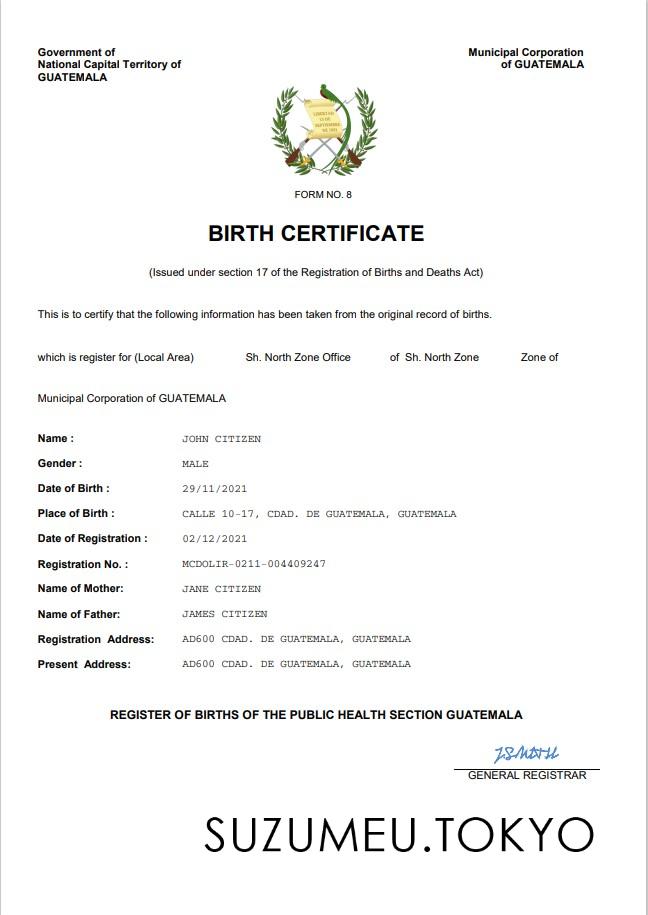 Government of
National Capital Territory of
GUATEMALA
Municipal Corporation
of GUATEMALA
LIBERTAD
15 DE
SEPTIEMBRE
DE 1821
FORM NO. 8
BIRTH CERTIFICATE
(Issued under section 17 of the Registration of Births and Deaths Act)
This is to certify that the following information has been taken from the original record of births.
which is register for (Local Area) Sh. North Zone Office of Sh. North Zone Zone of
Municipal Corporation of GUATEMALA
Name : JOHN CITIZEN
Gender : MALE
Date of Birth : 29/11/2021
Place of Birth : CALLE 10-17, CDAD. DE GUATEMALA, GUATEMALA
Date of Registration : 02/12/2021
Registration No. : MCDOLIR-0211-004409247
Name of Mother: JANE CITIZEN
Name of Father: JAMES CITIZEN
Registration Address: AD600 CDAD. DE GUATEMALA, GUATEMALA
Present Address: AD600 CDAD. DE GUATEMALA, GUATEMALA
REGISTER OF BIRTHS OF THE PUBLIC HEALTH SECTION GUATEMALA
GENERAL REGISTRAR
SUZUMEU.TOKYO